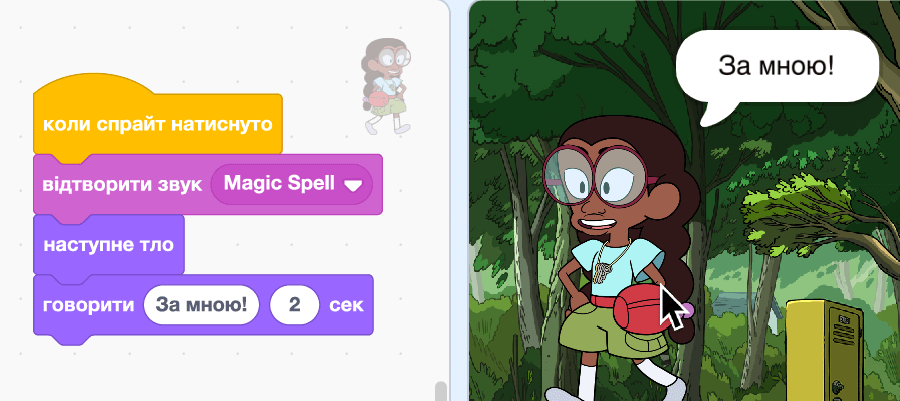 коли спрайт натиснуто
відтворити звук Magic Spell
наступне тло
говорити За мною! 2 сек
За мною!